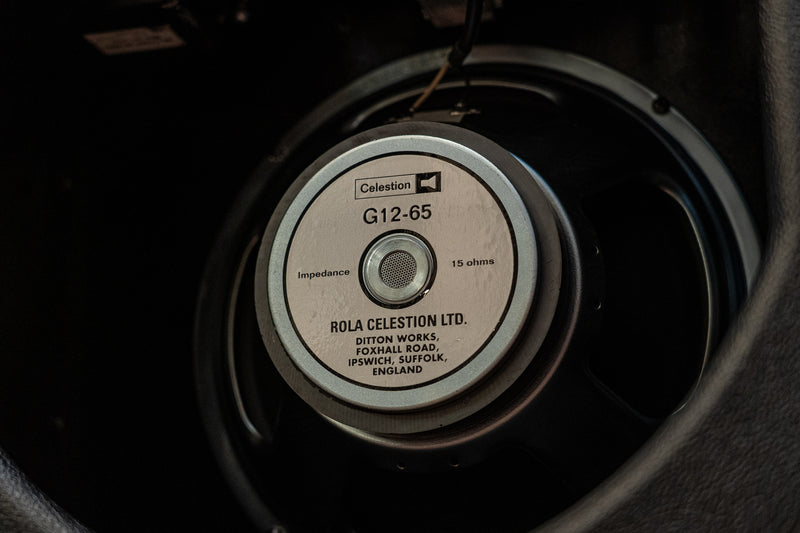 Celestion
G12-65
Impedance 15 ohms
ROLA CELESTION LTD.
DITTON WORKS,
FOXHALL ROAD,
IPSWICH, SUFFOLK,
ENGLAND